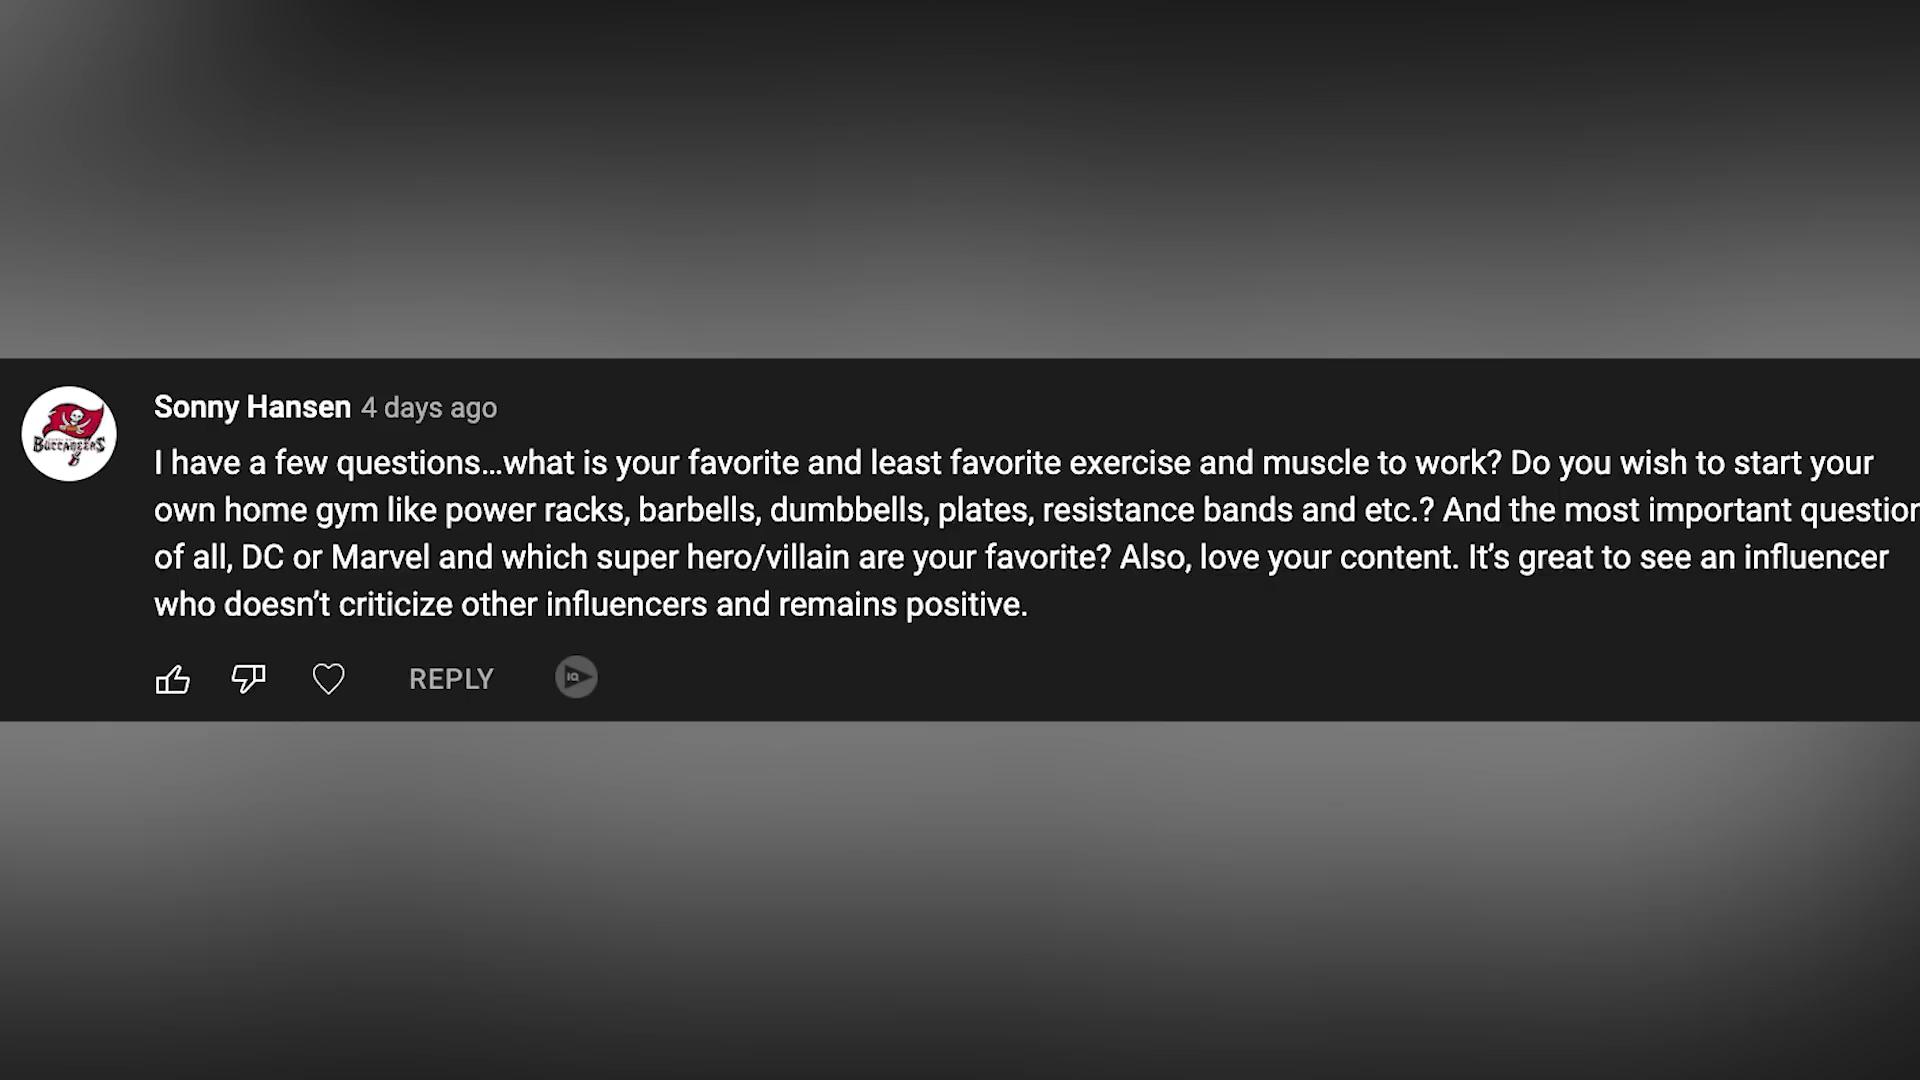 Sonny Hansen 4 days ago
I have a few questions…what is your favorite and least favorite exercise and muscle to work? Do you wish to start your
own home gym like power racks, barbells, dumbbells, plates, resistance bands and etc.? And the most important question
of all, DC or Marvel and which super hero/villain are your favorite? Also, love your content. It’s great to see an influencer
who doesn’t criticize other influencers and remains positive.
REPLY
IQ
BUCCANEERS